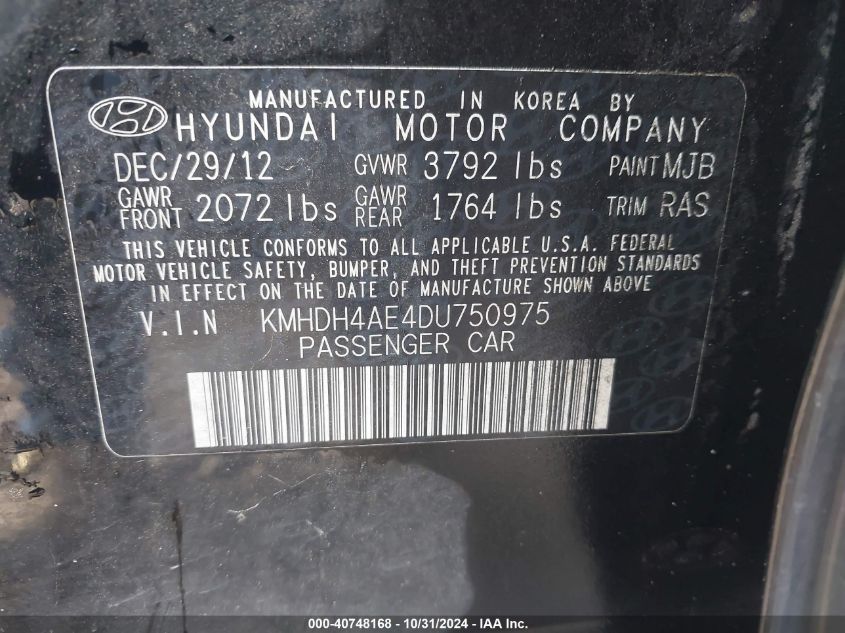 MANUFACTURED IN KOREA BY
HYUNDAI MOTOR COMPANY
DEC/29/12 GVWR 3792 lbs PAINT MJB
GAWR FRONT 2072 lbs GAWR REAR 1764 lbs TRIM RAS
THIS VEHICLE CONFORMS TO ALL APPLICABLE U.S.A. FEDERAL
MOTOR VEHICLE SAFETY, BUMPER, AND THEFT PREVENTION STANDARDS
IN EFFECT ON THE DATE OF MANUFACTURE SHOWN ABOVE
V.I.N KMHDH4AE4DU750975
PASSENGER CAR
000-40748168 - 10/31/2024 - IAA Inc.